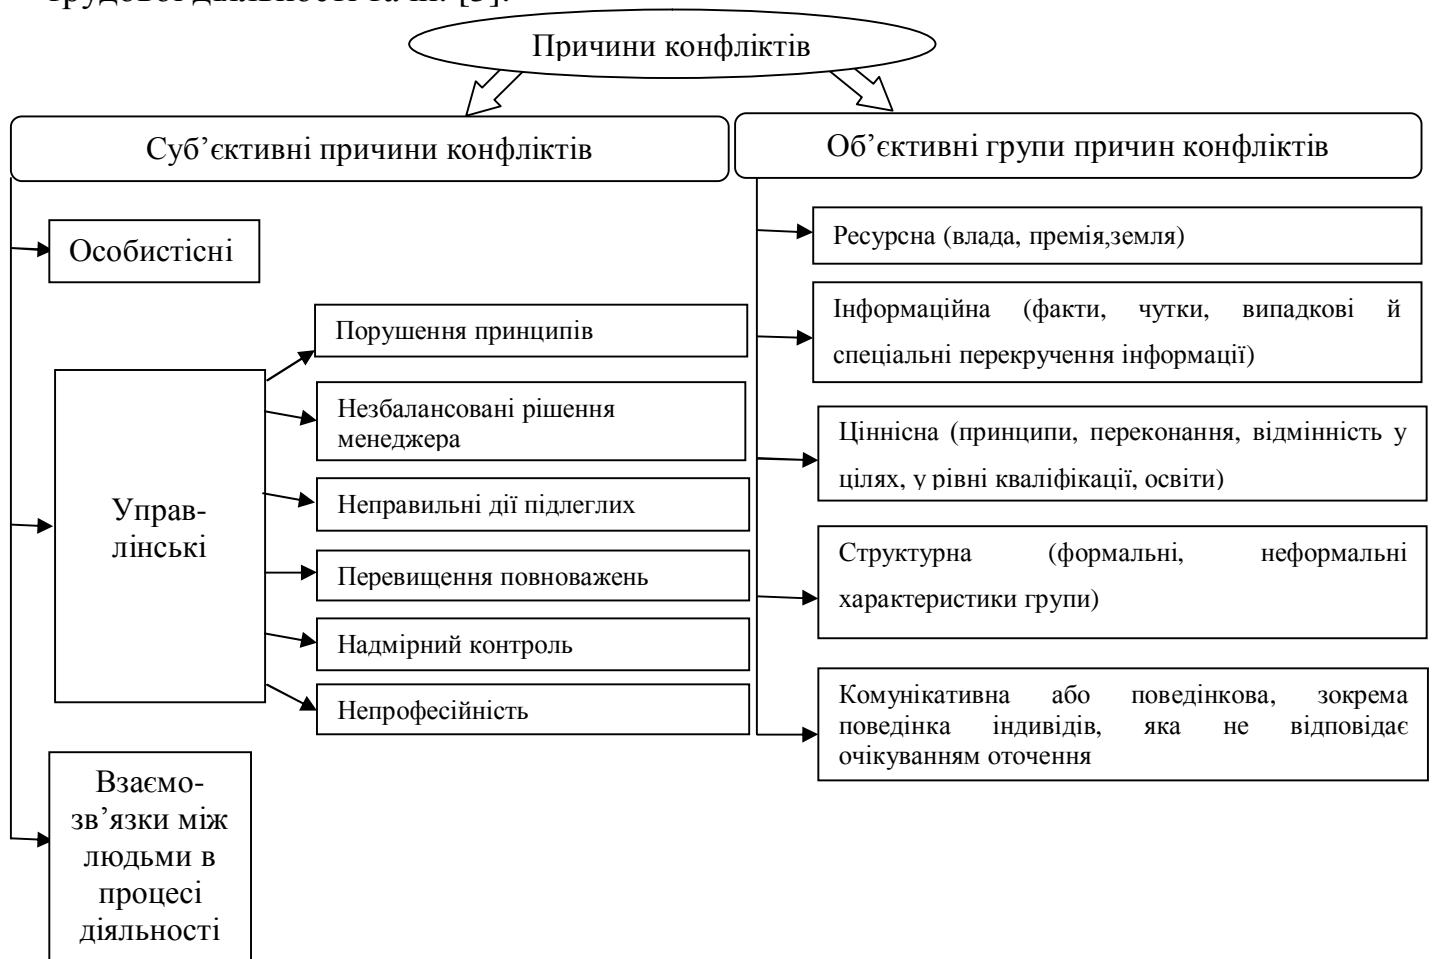 трудової діяльності та ін. [3].
Причини конфліктів
Суб’єктивні причини конфліктів
Об’єктивні групи причин конфліктів
Особистісні
Управ-
лінські
Порушення принципів
Незбалансовані рішення
менеджера
Неправильні дії підлеглих
Перевищення повноважень
Надмірний контроль
Непрофесійність
Взаємо-
зв’язки між
людьми в
процесі
діяльності
Ресурсна (влада, премія,земля)
Інформаційна (факти, чутки, випадкові й
спеціальні перекручення інформації)
Ціннісна (принципи, переконання, відмінність у
цілях, у рівні кваліфікації, освіти)
Структурна (формальні, неформальні
характеристики групи)
Комунікативна або поведінкова, зокрема
поведінка індивідів, яка не відповідає
очікуванням оточення